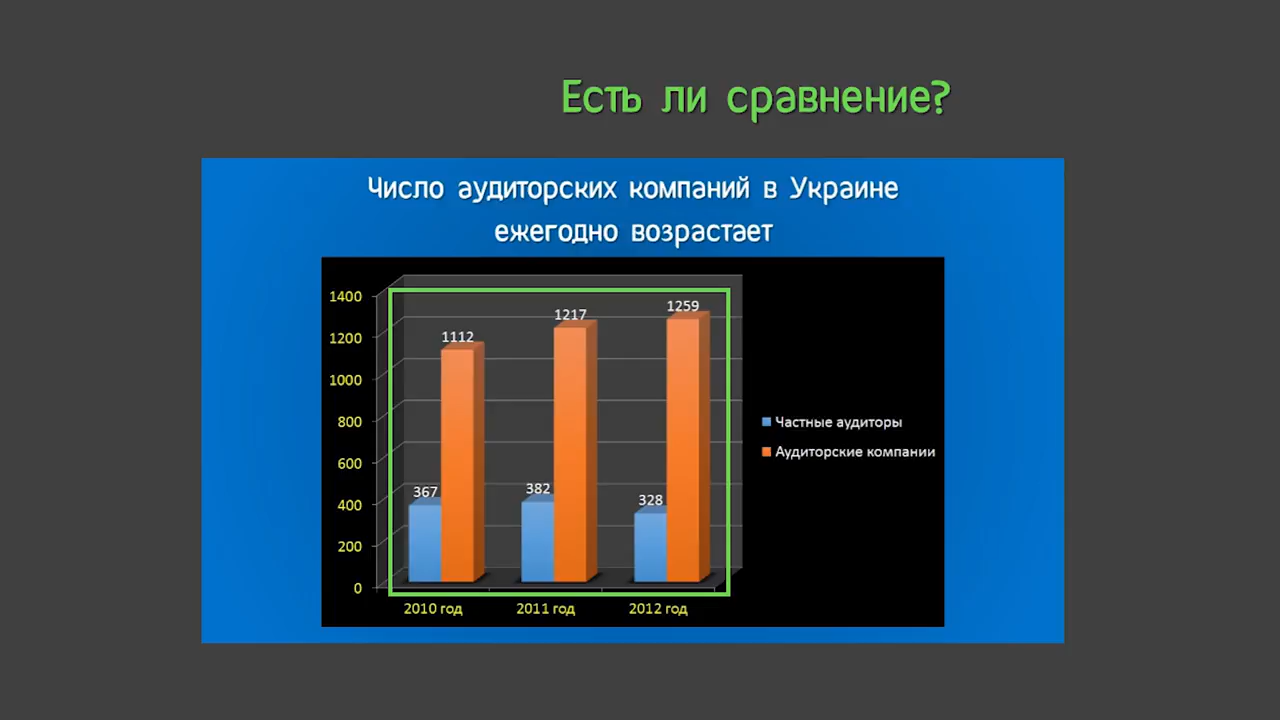 Есть ли сравнение?
Число аудиторских компаний в Украине
ежегодно возрастает
1400
1200
1000
800
600
400
200
0
1112
1217
1259
367
382
328
2010 год
2011 год
2012 год
Частные аудиторы
Аудиторские компании